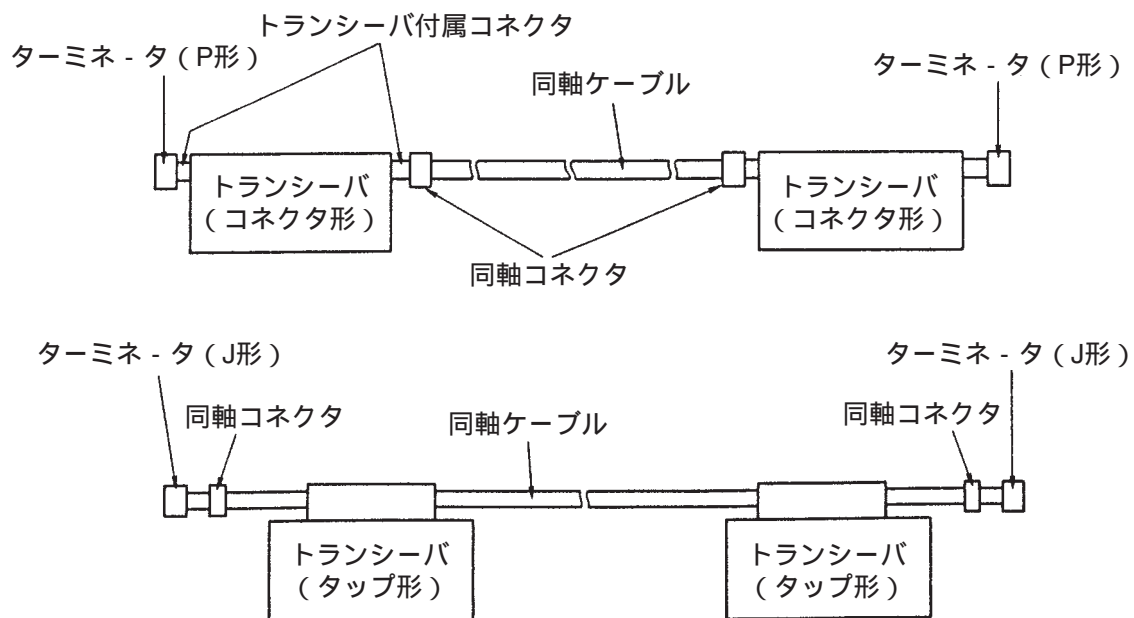 トランシーバ付属コネクタ
ターミネ - タ（P形）
同軸ケーブル
ターミネ - タ（P形）
トランシーバ
（コネクタ形）
トランシーバ
（コネクタ形）
同軸コネクタ
ターミネ - タ（J形）
ターミネ - タ（J形）
同軸コネクタ
同軸ケーブル
同軸コネクタ
トランシーバ
（タップ形）
トランシーバ
（タップ形）